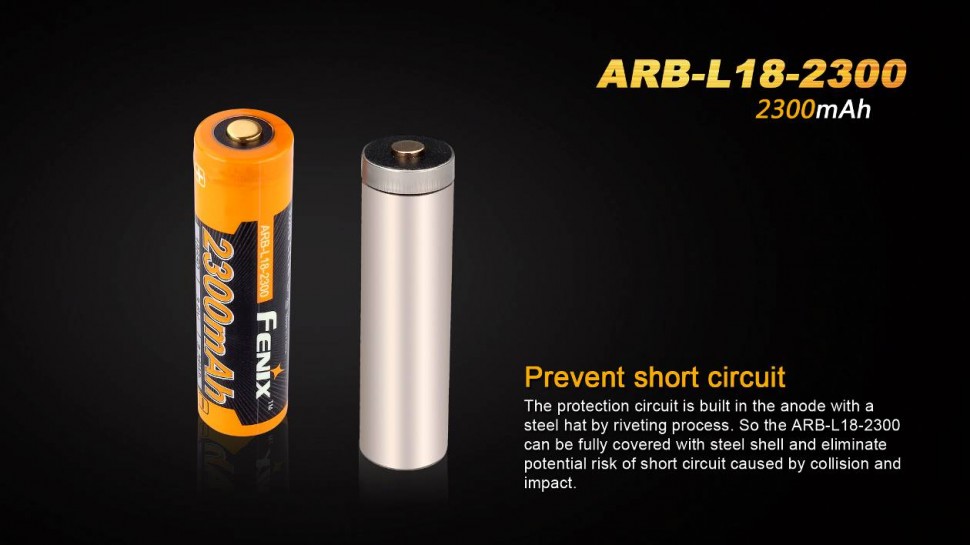 ARB-L18-2300
2300mAh
ARB-L18-2300
2300mAh
FENIX™
Prevent short circuit
The protection circuit is built in the anode with a
steel hat by riveting process. So the ARB-L18-2300
can be fully covered with steel shell and eliminate
potential risk of short circuit caused by collision and
impact.